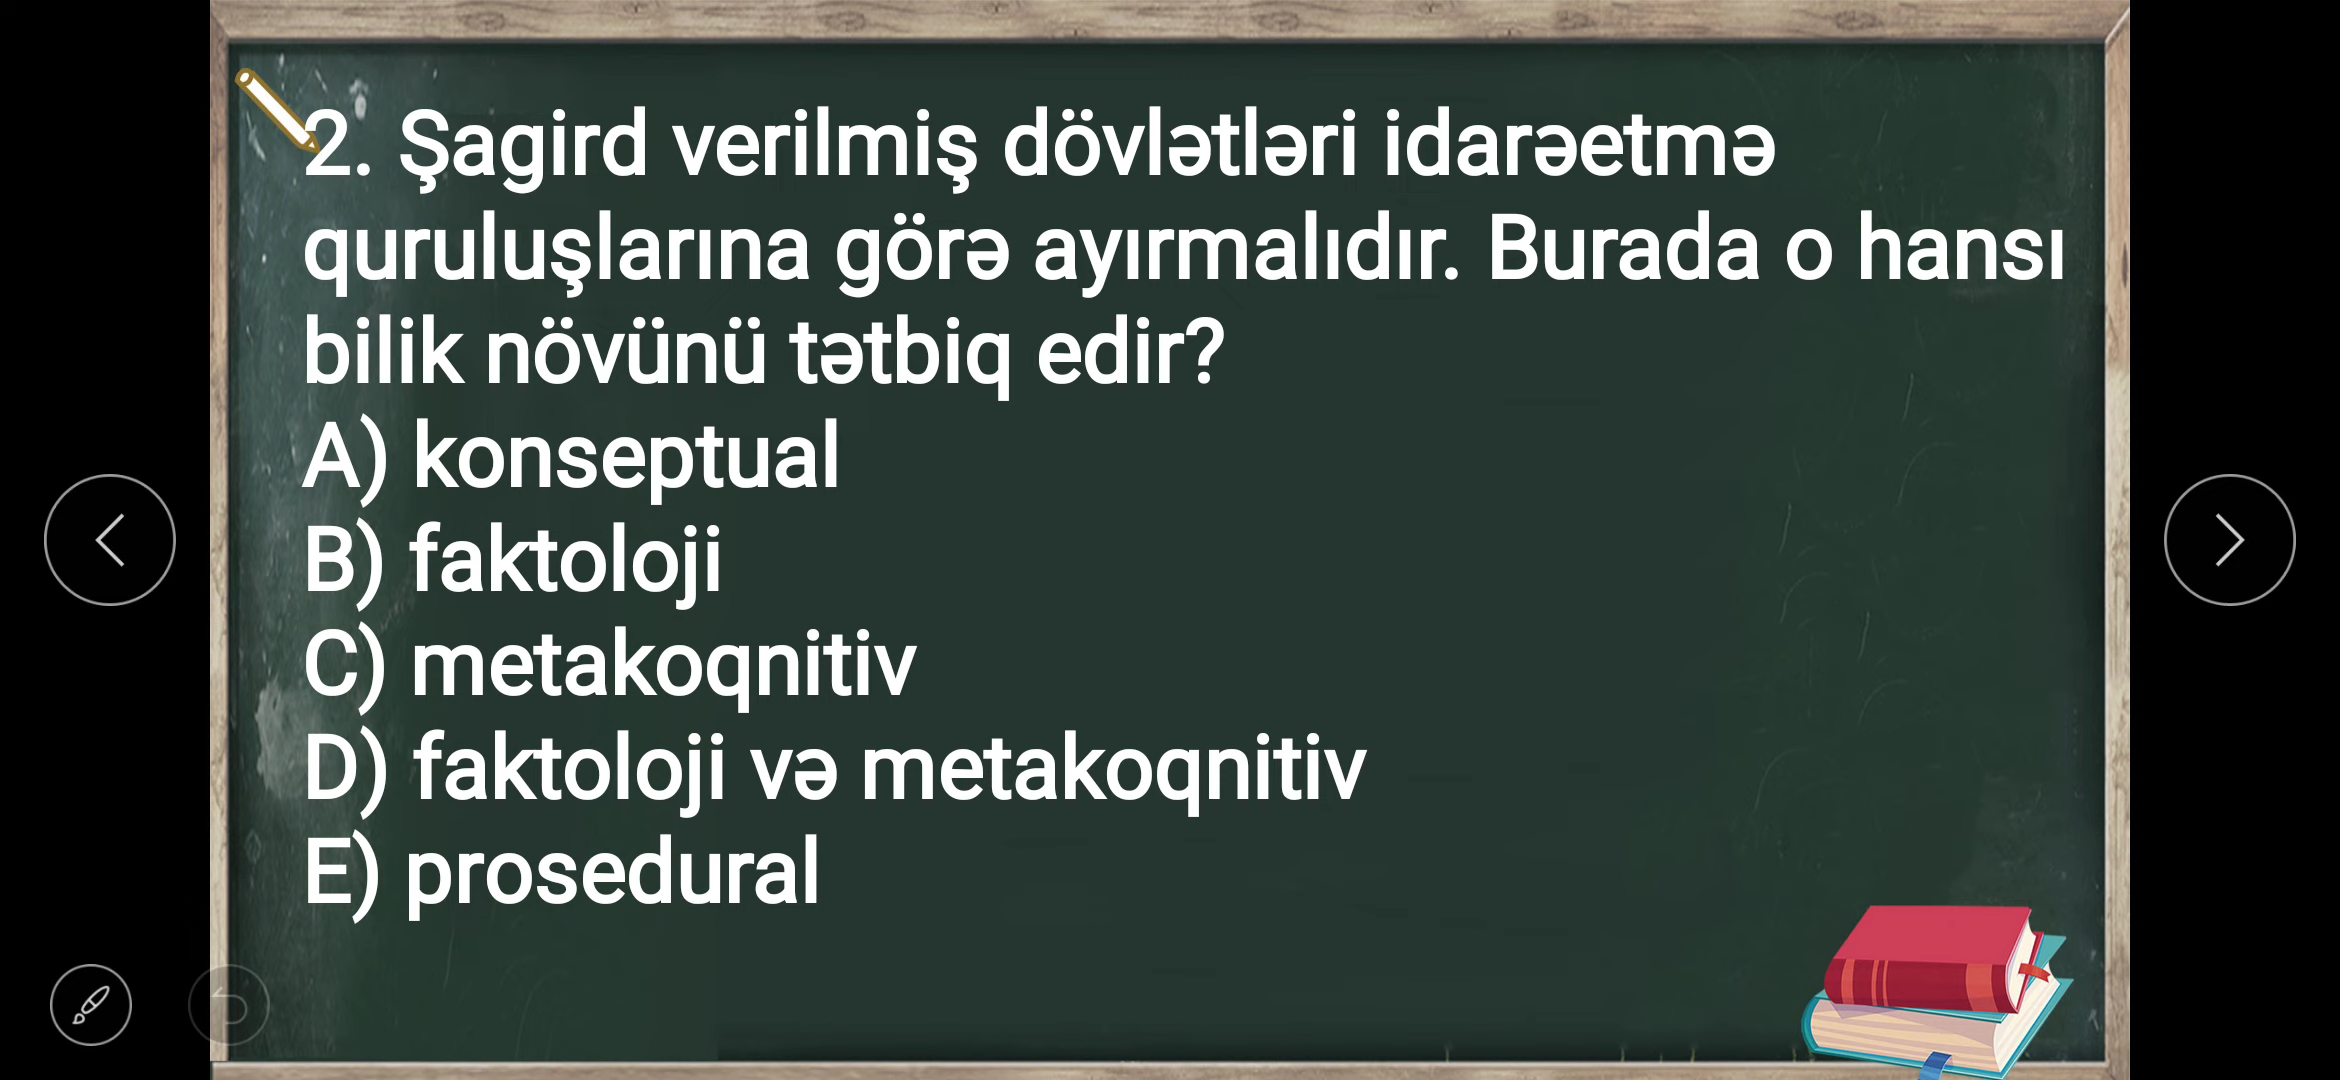 2. Şagird verilmiş dövlətləri idarəetmə
quruluşlarına görə ayırmalıdır. Burada o hansı
bilik növünü tətbiq edir?
A) konseptual
B) faktoloji
C) metakoqnitiv
D) faktoloji və metakoqnitiv
E) prosedural